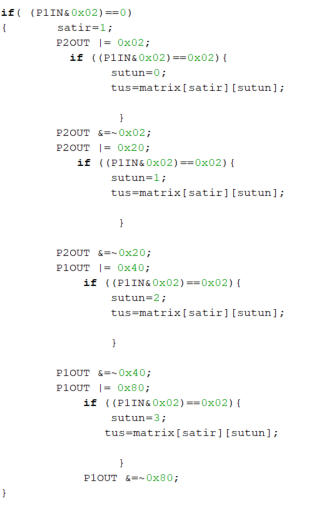 if( (P1IN&0x02)==0)
{ satir=1;
P2OUT |= 0x02;
if ((P1IN&0x02)==0x02){
sutun=0;
tus=matrix[satir][sutun];
}
P2OUT &=~0x02;
P2OUT |= 0x20;
if ((P1IN&0x02)==0x02){
sutun=1;
tus=matrix[satir][sutun];
}
P2OUT &=~0x20;
P1OUT |= 0x40;
if ((P1IN&0x02)==0x02){
sutun=2;
tus=matrix[satir][sutun];
}
P1OUT &=~0x40;
P1OUT |= 0x80;
if ((P1IN&0x02)==0x02){
sutun=3;
tus=matrix[satir][sutun];
}
P1OUT &=~0x80;
}